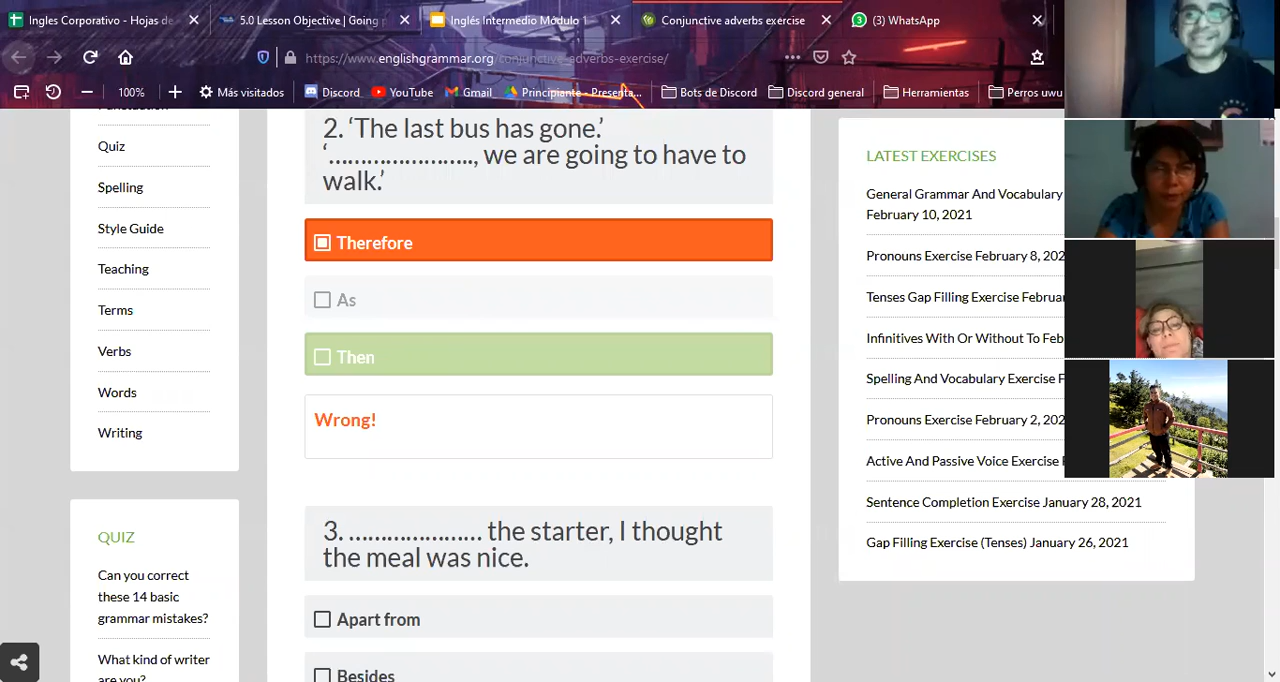 Ingles Corporativo - Hojas de
5.0 Lesson Objective | Going
Inglés Intermedio Módulo 1
Conjunctive adverbs exercise
(3) WhatsApp
https://www.englishgrammar.org/conjunctive-adverbs-exercise/
100%
Más visitados
Discord
YouTube
Gmail
Principiante - Presenta...
Bots de Discord
Discord general
Herramientas
Perros uwu
Quiz
Spelling
Style Guide
Teaching
Terms
Verbs
Words
Writing
QUIZ
Can you correct
these 14 basic
grammar mistakes?
What kind of writer
are you?
2. ‘The last bus has gone.’
‘………………….., we are going to have to
walk.’
Therefore
As
Then
Wrong!
3. ………………… the starter, I thought
the meal was nice.
Apart from
Besides
LATEST EXERCISES
General Grammar And Vocabulary
February 10, 2021
Pronouns Exercise February 8, 202
Tenses Gap Filling Exercise Februa
Infinitives With Or Without To Feb
Spelling And Vocabulary Exercise F
Pronouns Exercise February 2, 202
Active And Passive Voice Exercise
Sentence Completion Exercise January 28, 2021
Gap Filling Exercise (Tenses) January 26, 2021